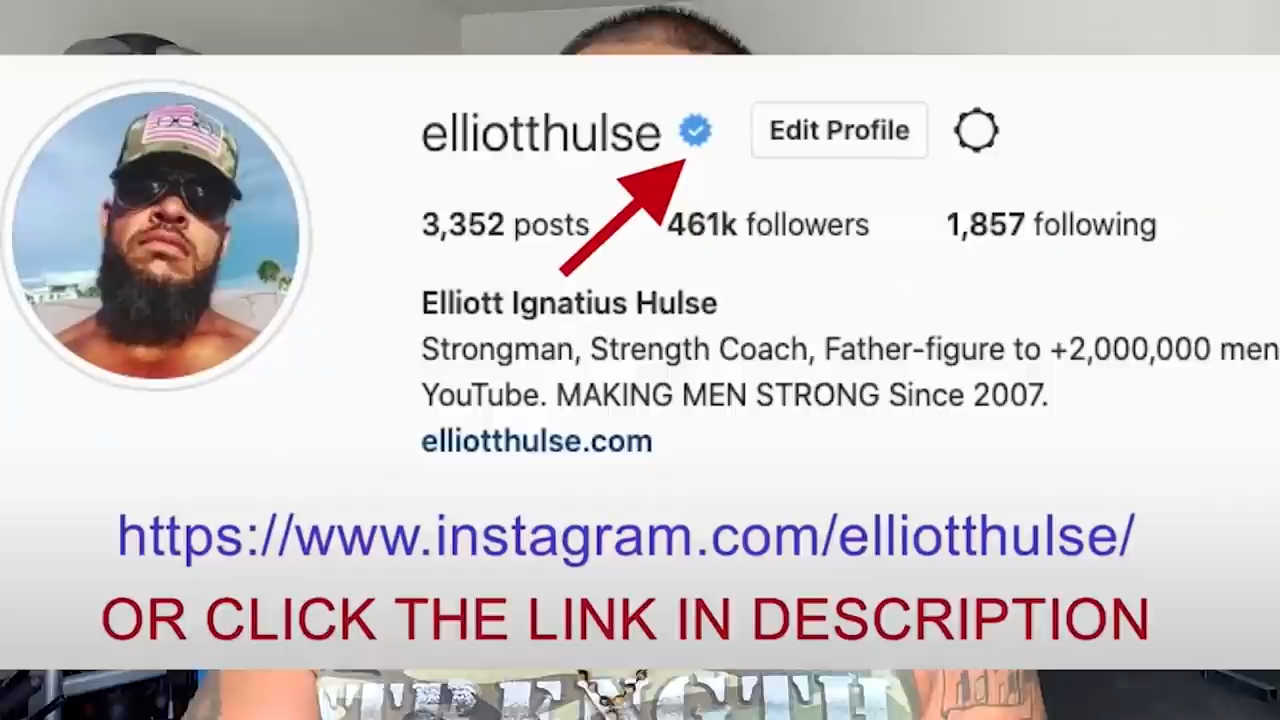 elliotthulse Edit Profile
3,352 posts 461k followers 1,857 following
Elliott Ignatius Hulse
Strongman, Strength Coach, Father-figure to +2,000,000 men
YouTube. MAKING MEN STRONG Since 2007.
elliotthulse.com
https://www.instagram.com/elliotthulse/
OR CLICK THE LINK IN DESCRIPTION